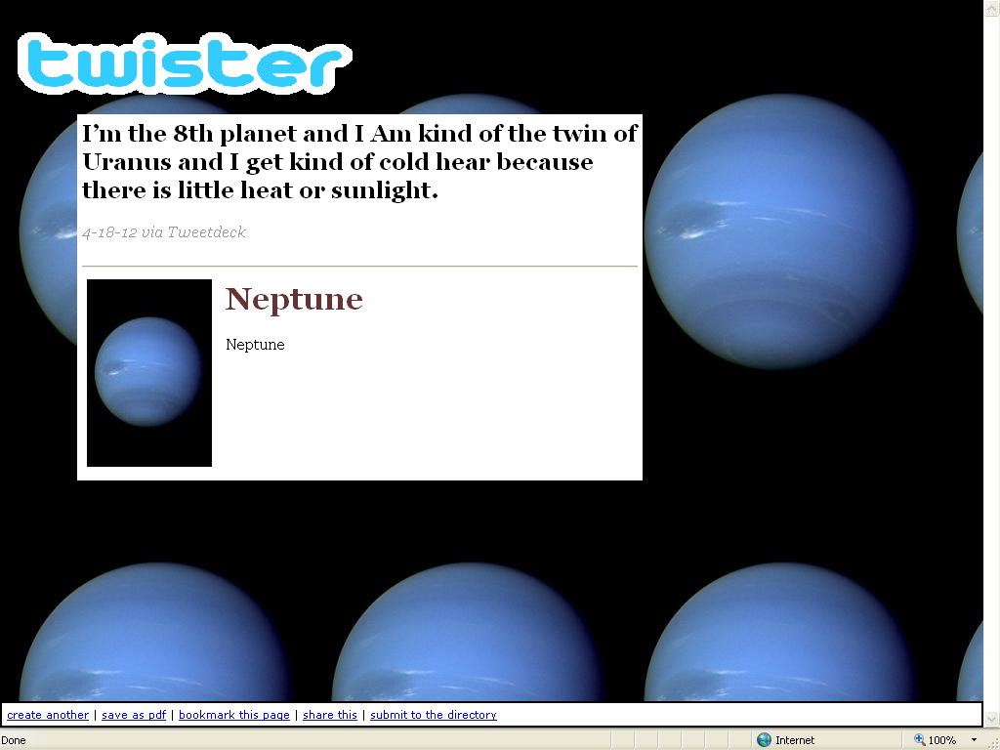 twister
I'm the 8th planet and I Am kind of the twin of
Uranus and I get kind of cold hear because
there is little heat or sunlight.
4-18-12 via Tweetdeck
Neptune
Neptune
create another | save as pdf | bookmark this page | share this | submit to the directory
Done Internet 100%